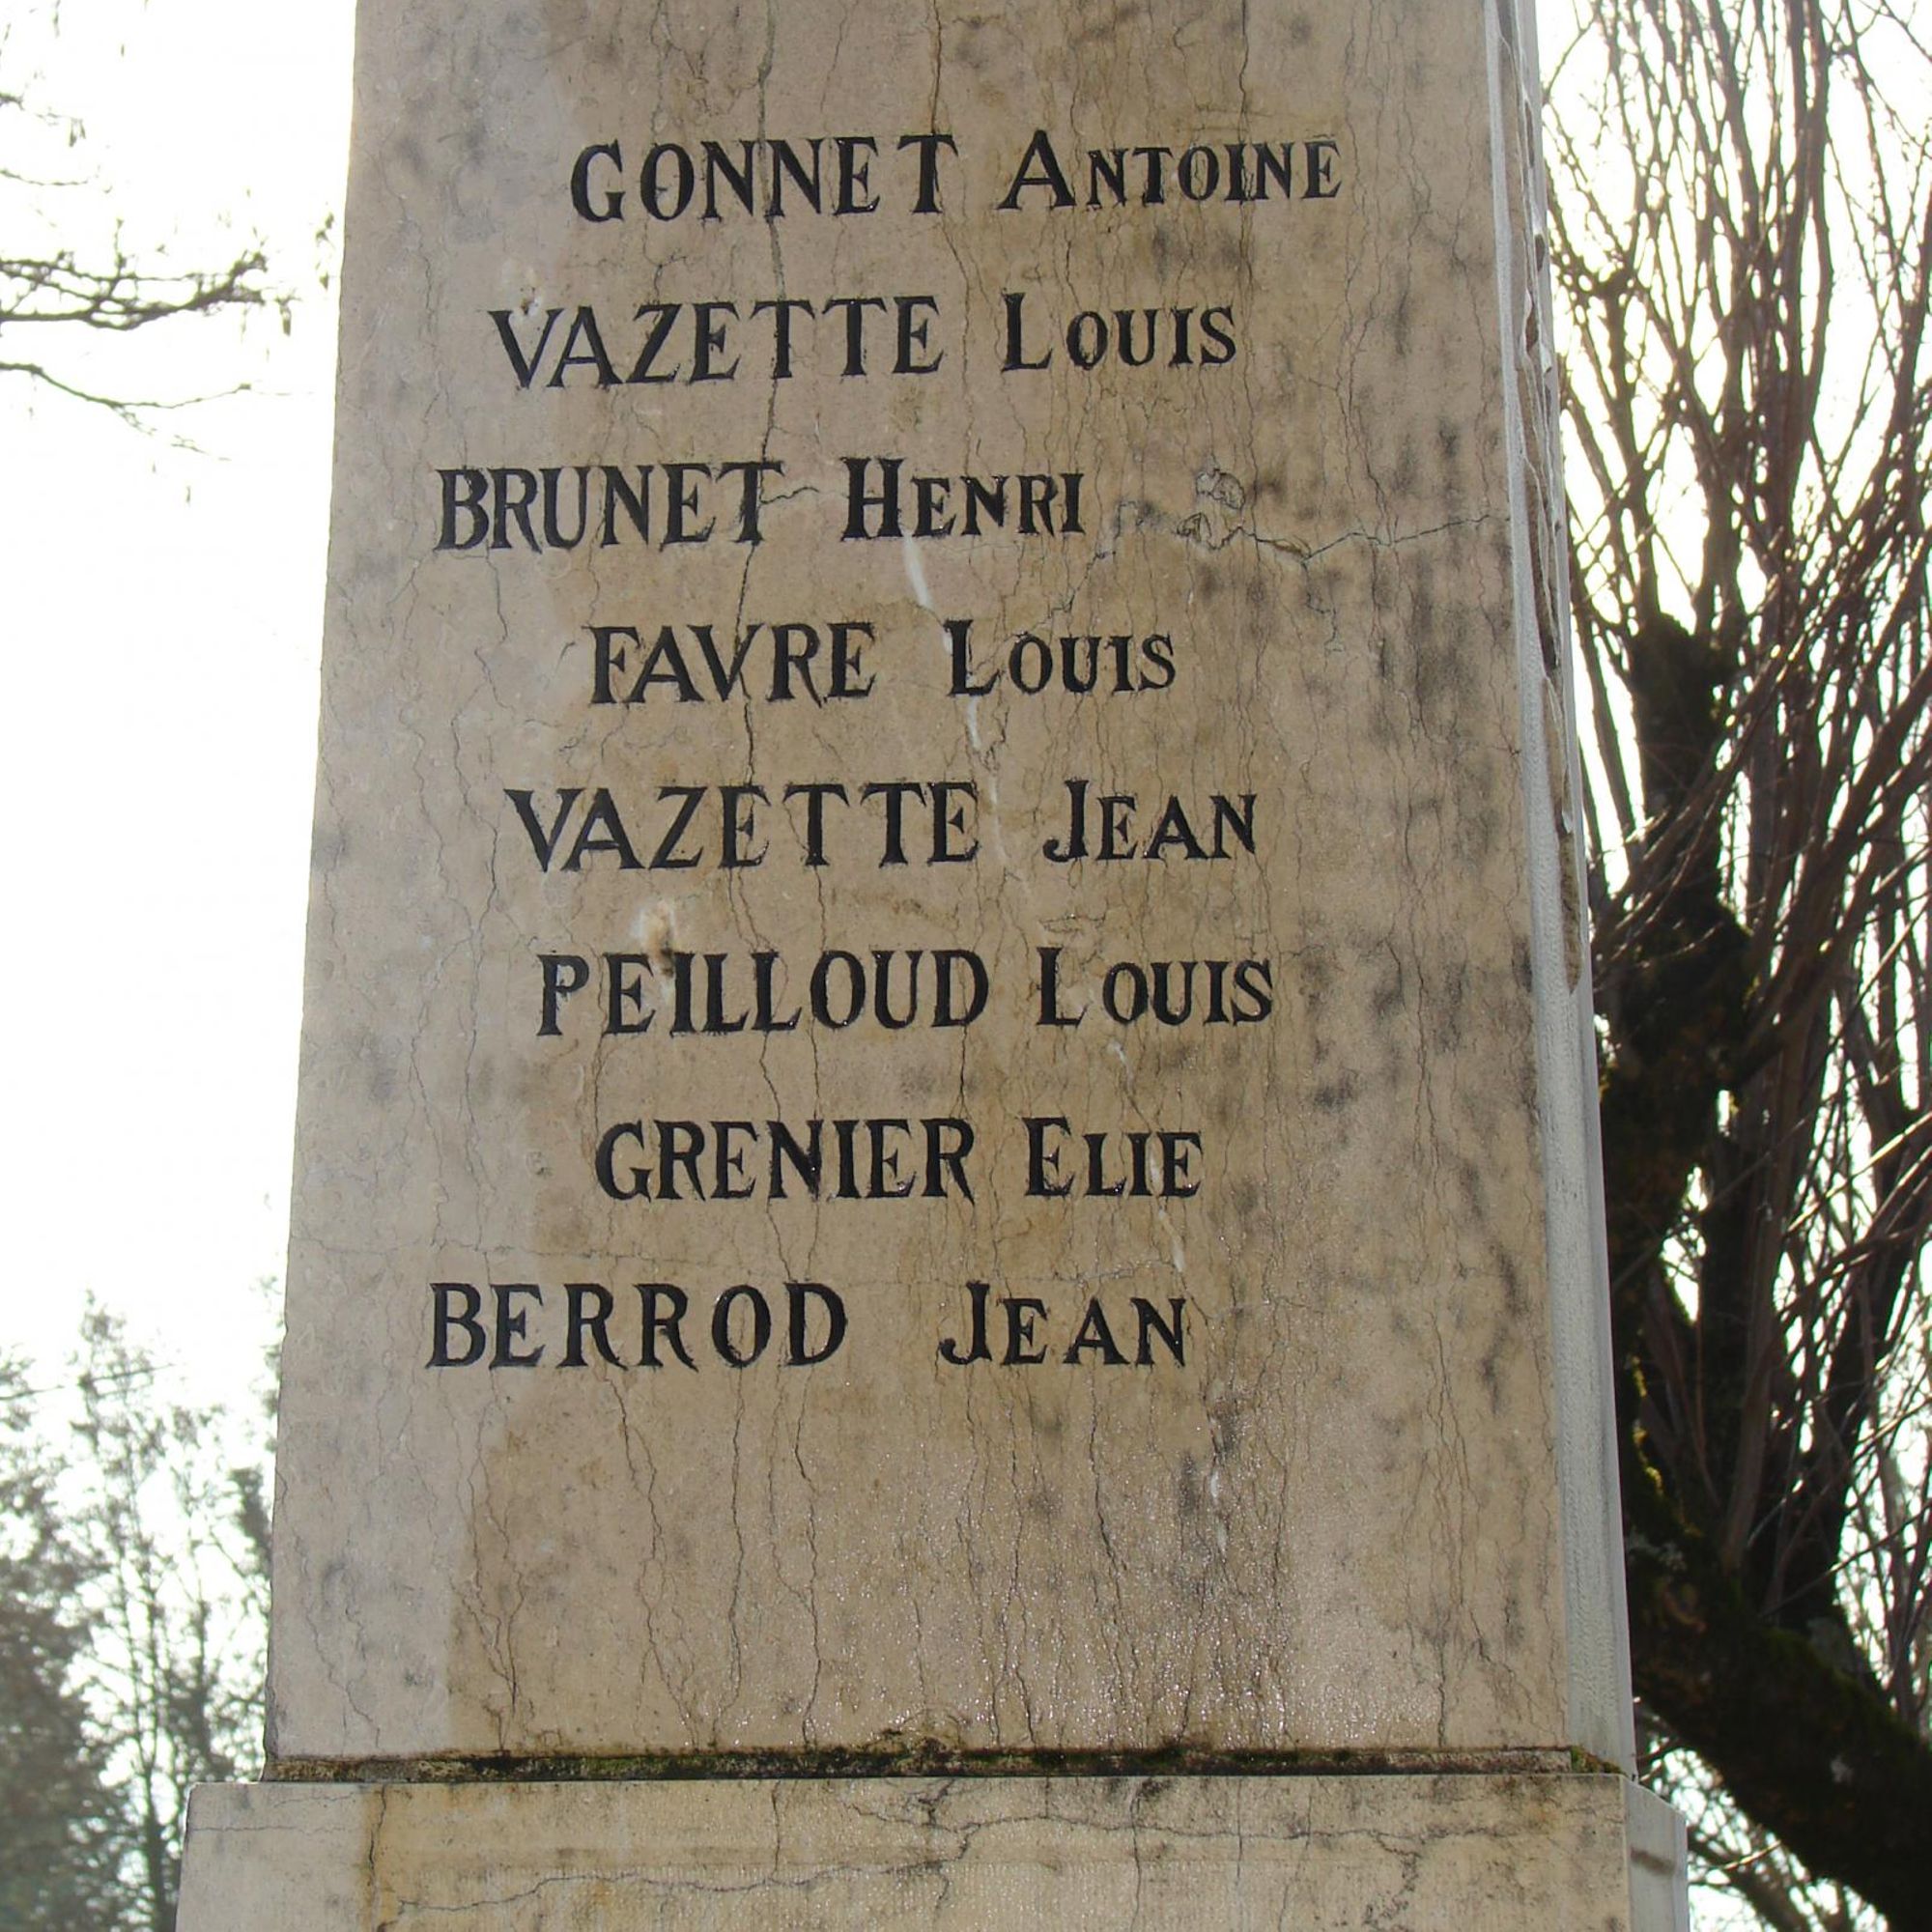 GONNET ANTOINE
VAZETTE LOUIS
BRUNET HENRI
FAVRE LOUIS
VAZETTE JEAN
PEILLOUD LOUIS
GRENIER ELIE
BERROD JEAN